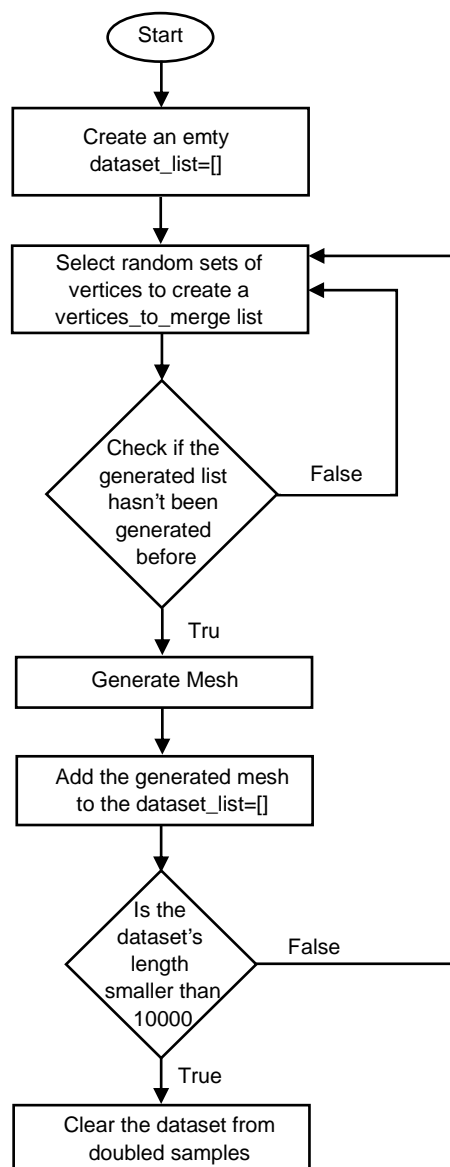 Start
Create an emty
dataset_list=[]
Select random sets of
vertices to create a
vertices_to_merge list
Check if the
generated list
hasn't been
generated
before
False
Tru
Generate Mesh
Add the generated mesh
to the dataset_list=[]
Is the
dataset's
length
smaller than
10000
False
True
Clear the dataset from
doubled samples